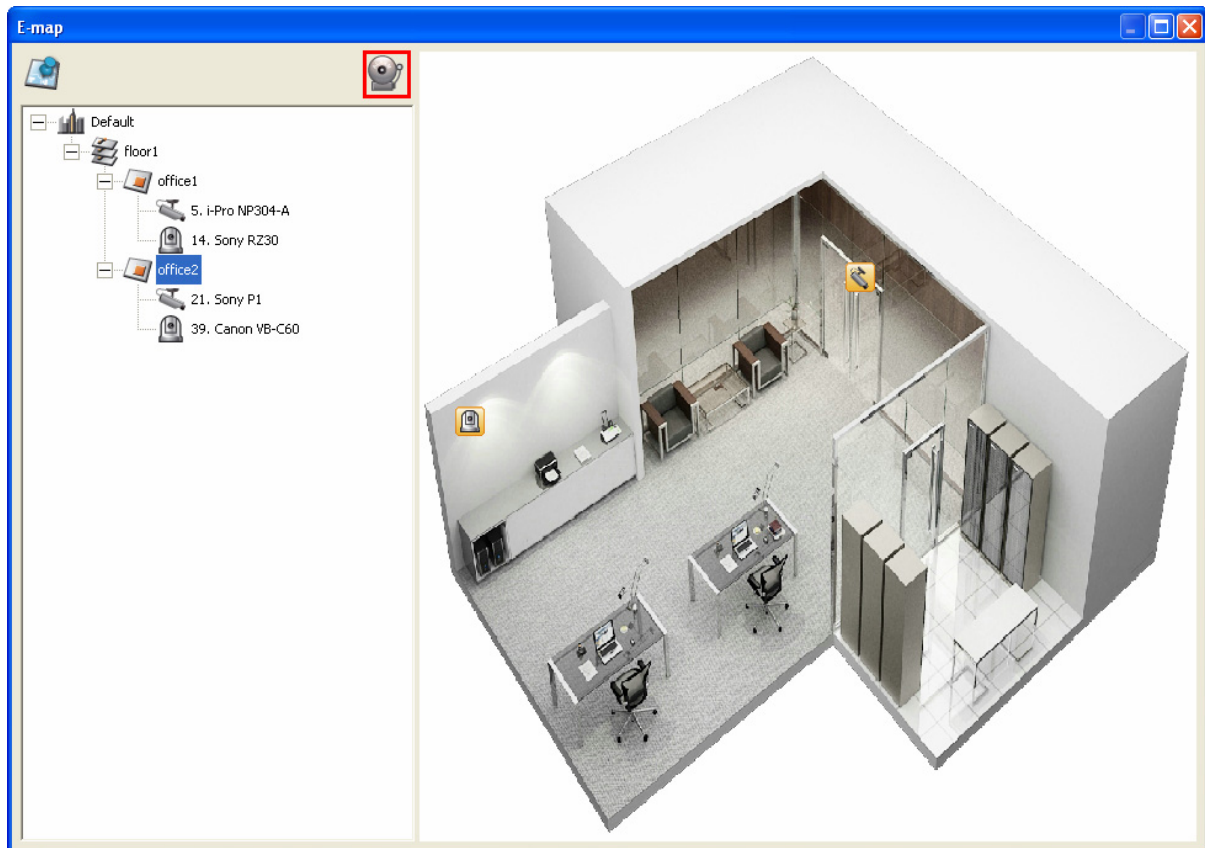 E-map
Default
floor1
office1
5. i-Pro NP304-A
14. Sony RZ30
office2
21. Sony P1
39. Canon VB-C60